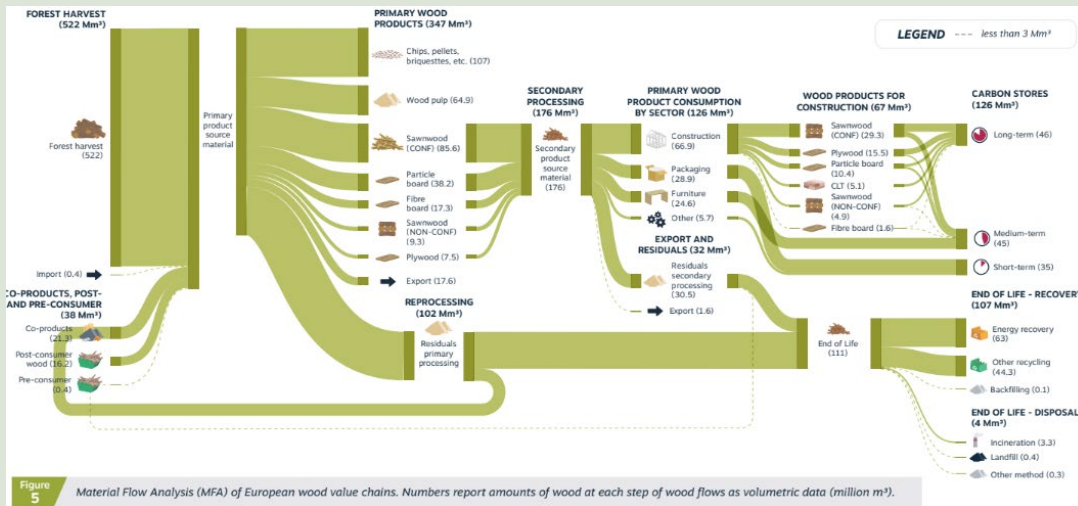 FOREST HARVEST
(522 Mm³)
Forest harvest
(522)
Import (0.4)
CO-PRODUCTS, POST-
AND PRE-CONSUMER
(38 Mm³)
Co-products
(21.3)
Post-consumer
wood (16.2)
Pre-consumer
(0.4)
Primary
product
source
material
PRIMARY WOOD
PRODUCTS (347 Mm³)
Chips, pellets,
briquesttes, etc. (107)
Wood pulp (64.9)
Sawnwood
(CONF) (85.6)
Particle
board (38.2)
Fibre
board (17.3)
Sawnwood
(NON-CONF)
(9.3)
Plywood (7.5)
Export (17.6)
REPROCESSING
(102 Mm³)
Residuals
primary
processing
SECONDARY
PROCESSING
(176 Mm³)
Secondary
product
source
material
(176)
PRIMARY WOOD
PRODUCT CONSUMPTION
BY SECTOR (126 Mm³)
Construction
(66.9)
Packaging
(28.9)
Furniture
(24.6)
Other (5.7)
EXPORT AND
RESIDUALS (32 Mm³)
Residuals
secondary
processing
(30.5)
Export (1.6)
LEGEND --- less than 3 Mm³
WOOD PRODUCTS FOR
CONSTRUCTION (67 Mm³)
Sawnwood
(CONF) (29.3)
Plywood (15.5)
Particle board
(10.4)
CLT (5.1)
Sawnwood
(NON-CONF)
(4.9)
Fibre board (1.6)
End of Life
(111)
CARBON STORES
(126 Mm³)
Long-term (46)
Medium-term
(45)
Short-term (35)
END OF LIFE - RECOVERY
(107 Mm³)
Energy recovery
(63)
Other recycling
(44.3)
Backfilling (0.1)
END OF LIFE - DISPOSAL
(4 Mm³)
Incineration (3.3)
Landfill (0.4)
Other method (0.3)
Figure
5
Material Flow Analysis (MFA) of European wood value chains. Numbers report amounts of wood at each step of wood flows as volumetric data (million m³).